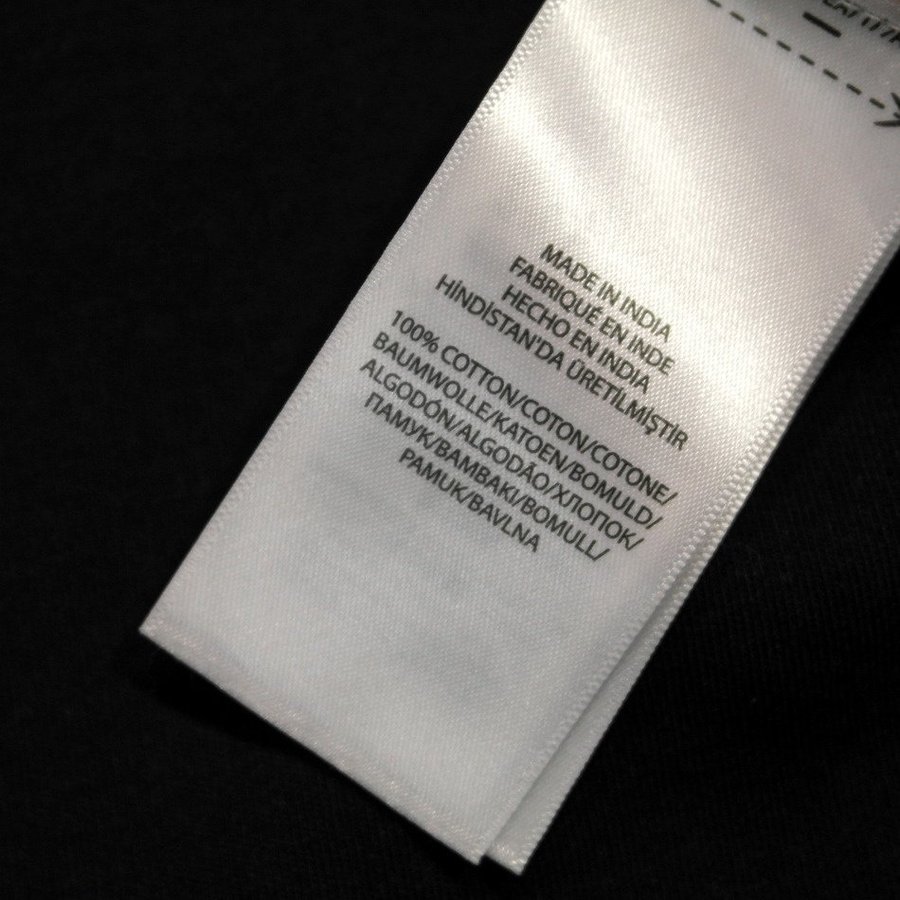 MADE IN INDIA
FABRIQUÉ EN INDE
HECHO EN INDIA
HİNDİSTAN'DA ÜRETİLMİŞTİR
100% COTTON/COTON/COTONE/
BAUMWOLLE/KATOEN/BOMULD/
ALGODÓN/ALGODÃO/ХЛОПОК/
ПАМУК/ΒΑΜΒΑΚΙ/BOMULL/
PAMUK/BAVLNA